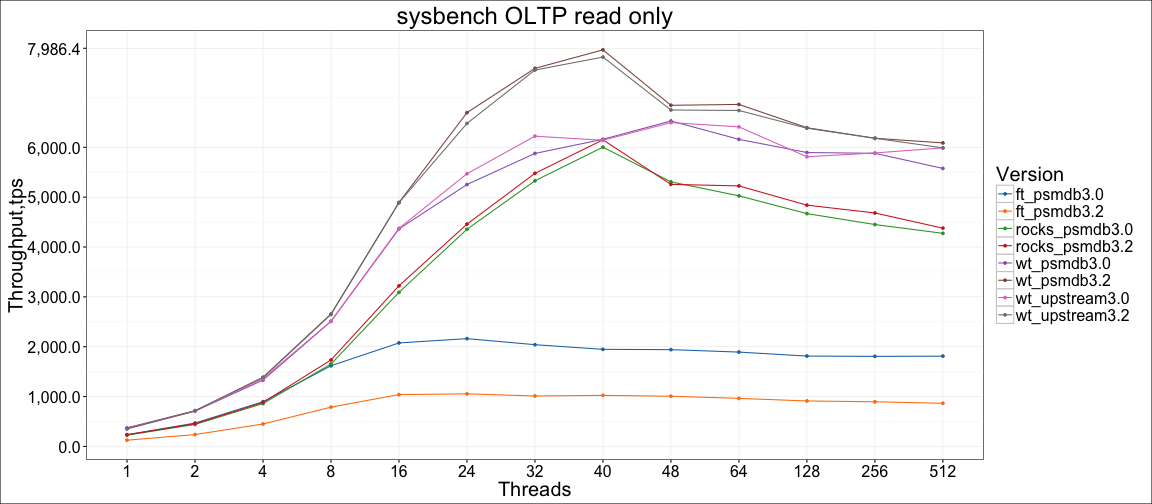 sysbench OLTP read only
7,986.4
6,000.0
5,000.0
4,000.0
3,000.0
2,000.0
1,000.0
0.0
Throughput,tps
1 2 4 8 16 24 32 40 48 64 128 256 512
Threads
Version
ft_psmdb3.0
ft_psmdb3.2
rocks_psmdb3.0
rocks_psmdb3.2
wt_psmdb3.0
wt_psmdb3.2
wt_upstream3.0
wt_upstream3.2